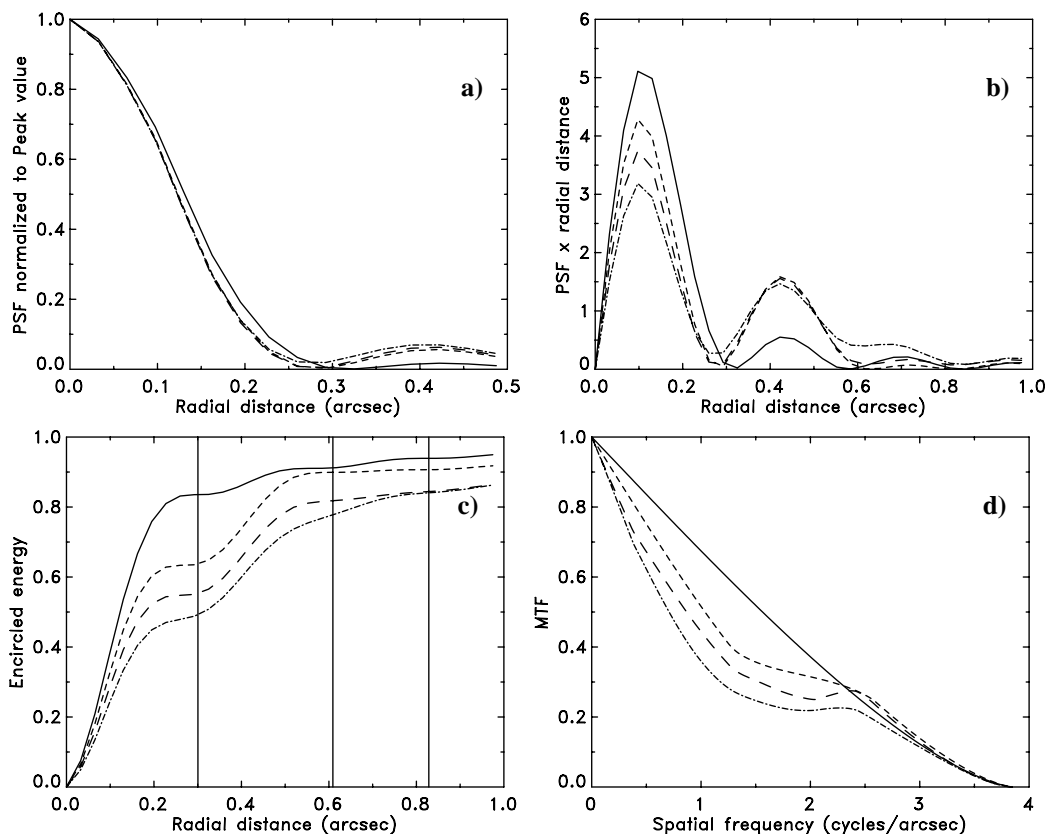 PSF normalized to Peak value
1.0
0.8
0.6
0.4
0.2
0.0
a)
0.0 0.1 0.2 0.3 0.4 0.5
Radial distance (arcsec)
PSF x radial distance
6
5
4
3
2
1
0
b)
0.0 0.2 0.4 0.6 0.8 1.0
Radial distance (arcsec)
Encircled energy
1.0
0.8
0.6
0.4
0.2
0.0
c)
0.0 0.2 0.4 0.6 0.8 1.0
Radial distance (arcsec)
MTF
1.0
0.8
0.6
0.4
0.2
0.0
d)
0 1 2 3 4
Spatial frequency (cycles/arcsec)